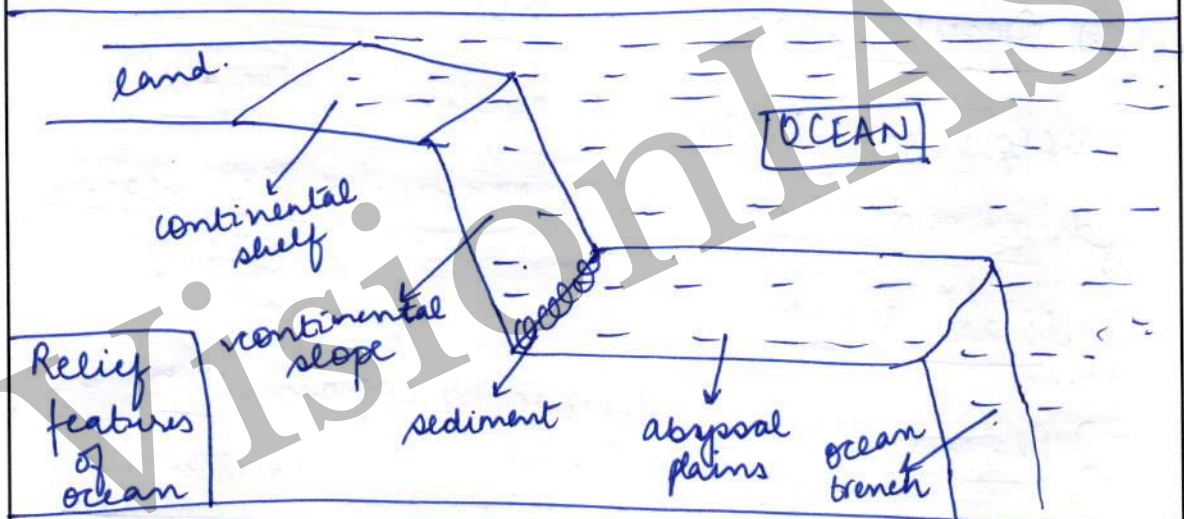 land.
[OCEAN]
continental
shelf
continental
slope
sediment
abyssal
plains
ocean
trench
Relief
features
of
ocean
VisionIAS